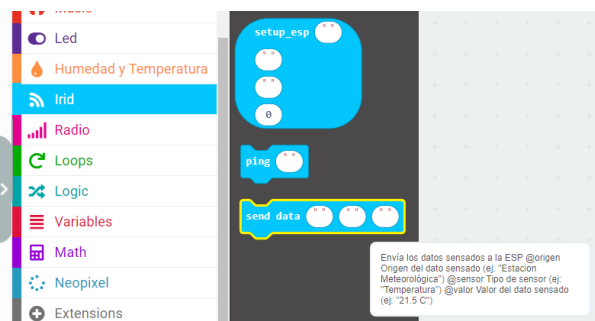 Music
Led
Humedad y Temperatura
Irid
Radio
Loops
Logic
Variables
Math
Neopixel
Extensions
setup_esp " "
" "
" "
0
ping " "
send data " " " " " "
Envía los datos sensados a la ESP @origen
Origen del dato sensado (ej: "Estacion
Meteorológica") @sensor Tipo de sensor (ej:
"Temperatura") @valor Valor del dato sensado
(ej: "21.5 C")